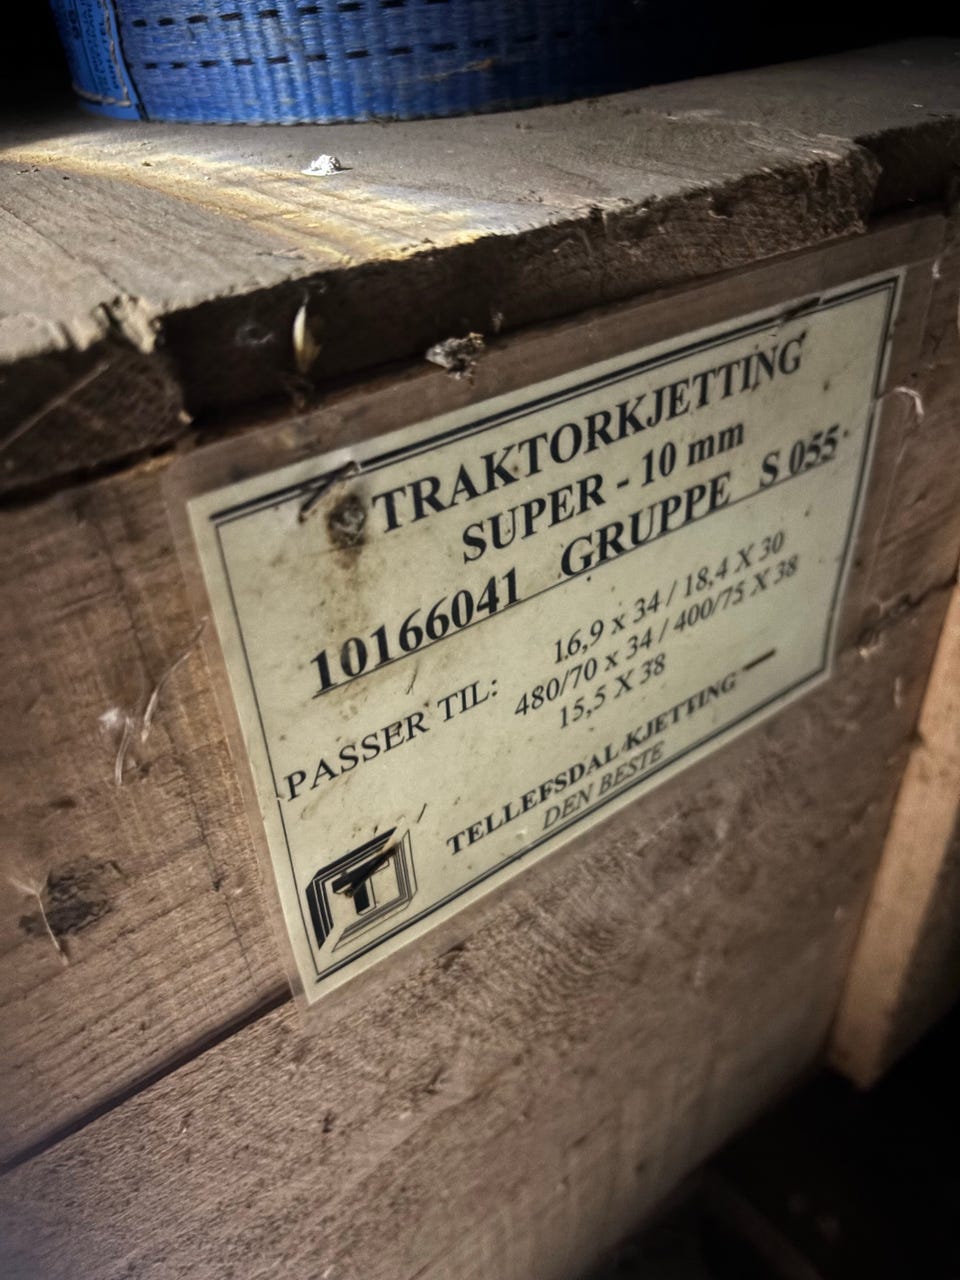 TRAKTORKJETTING
SUPER - 10 mm
10166041 GRUPPE S 055
PASSER TIL: 16,9 x 34 / 18,4 X 30
480/70 x 34 / 400/75 X 38
15,5 X 38
TELLEFSDAL KJETTING
DEN BESTE
T